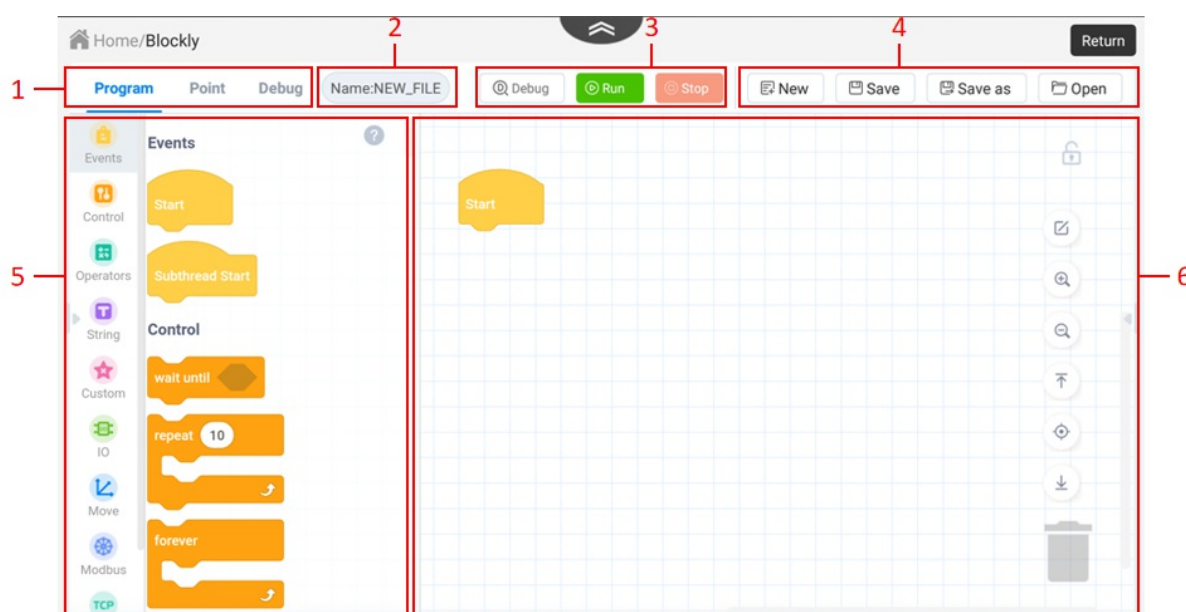 2
3
4
Home/Blockly
Return
1
Program Point Debug
Name:NEW_FILE
Debug
Run
Stop
New
Save
Save as
Open
5
Events
Control
Operators
String
Custom
IO
Move
Modbus
TCP
Events
?
Start
Subthread Start
Control
wait until
repeat 10
forever
Start
6